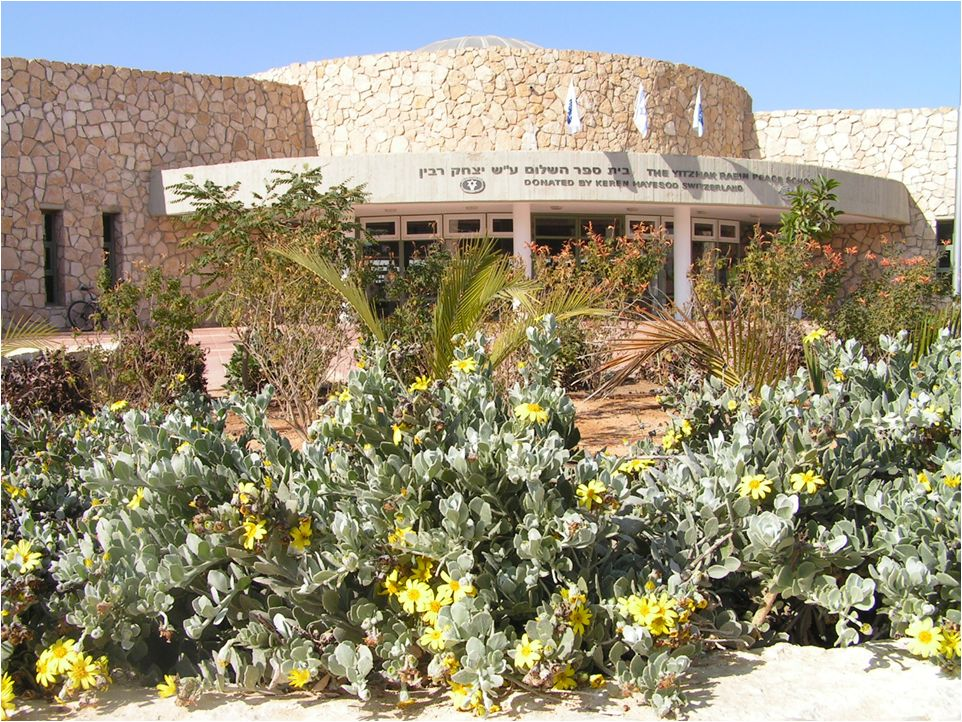 בית ספר השלום ע"ש יצחק רבין THE YITZHAK RABIN PEACE SCHOOL
DONATED BY KEREN HAYESOD SWITZERLAND